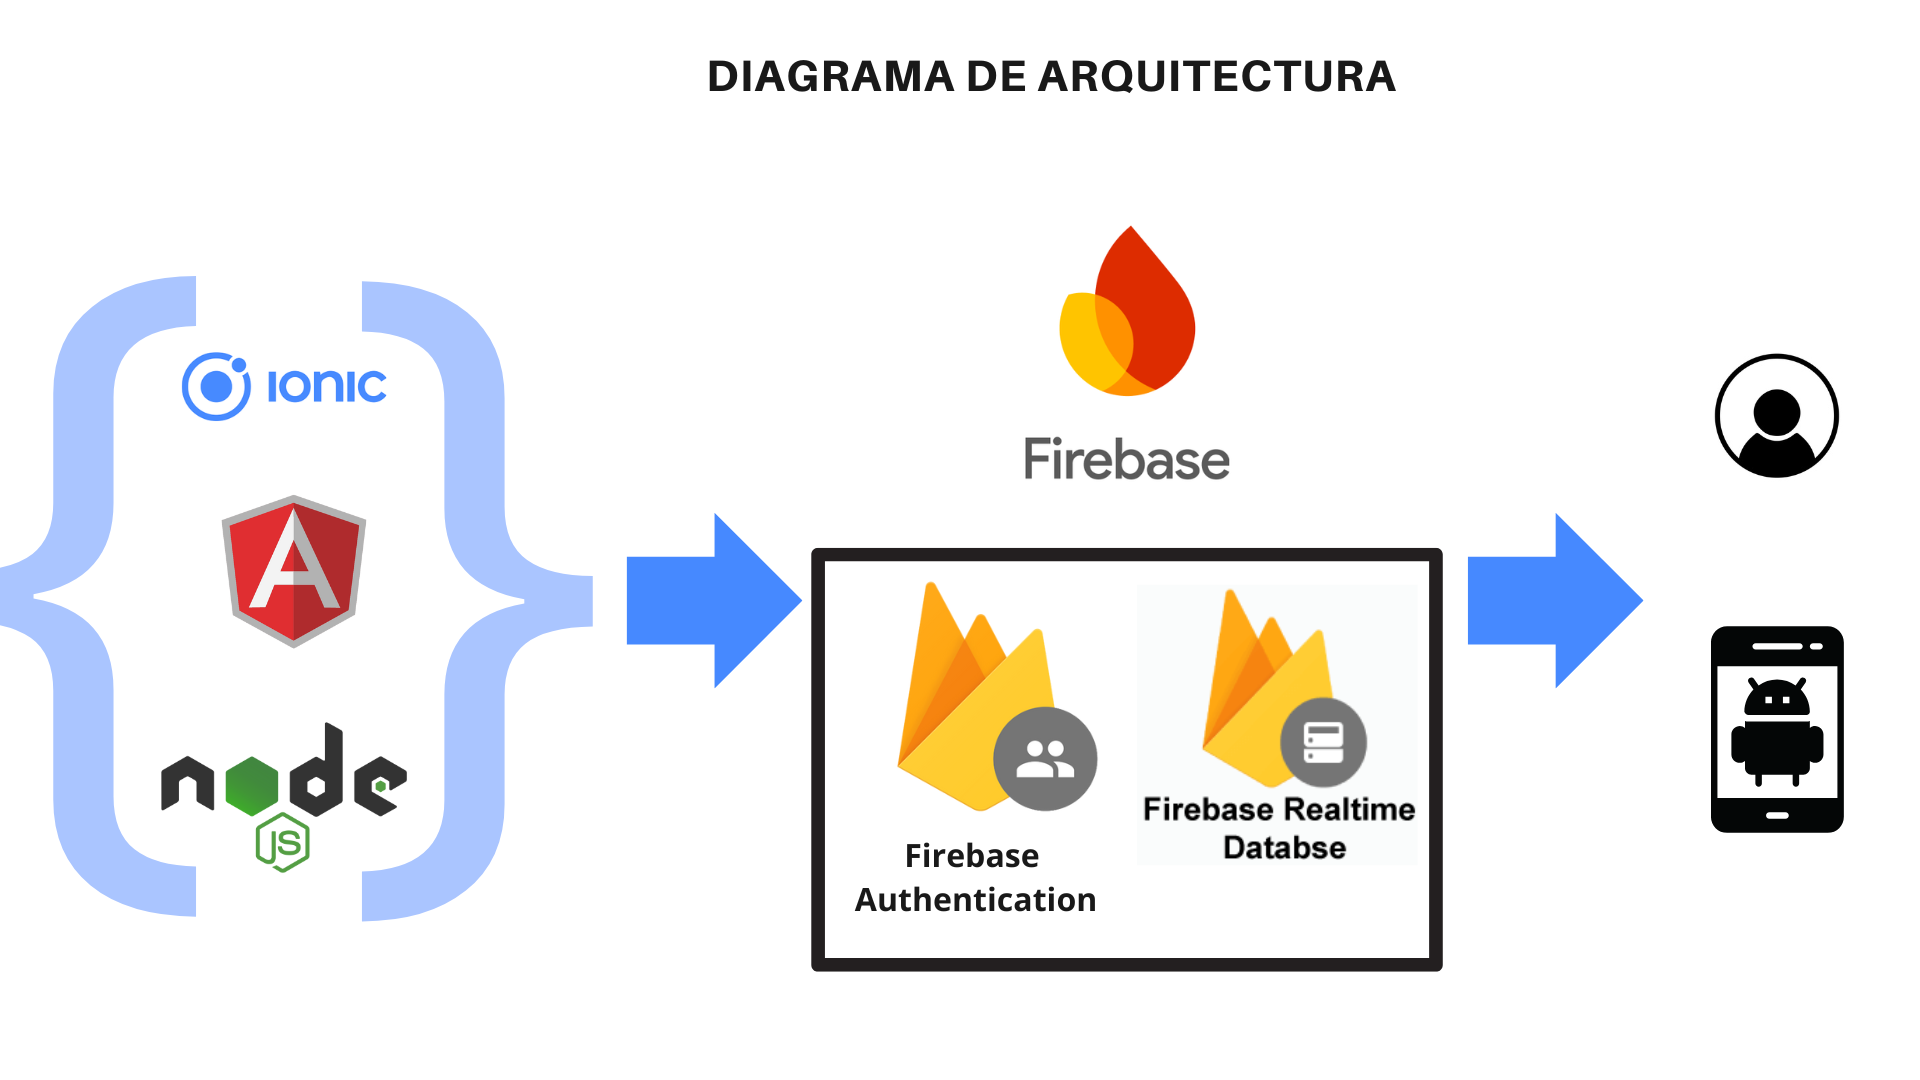 DIAGRAMA DE ARQUITECTURA
IONIC
A
node
JS
Firebase
Firebase
Authentication
Firebase Realtime
Databse